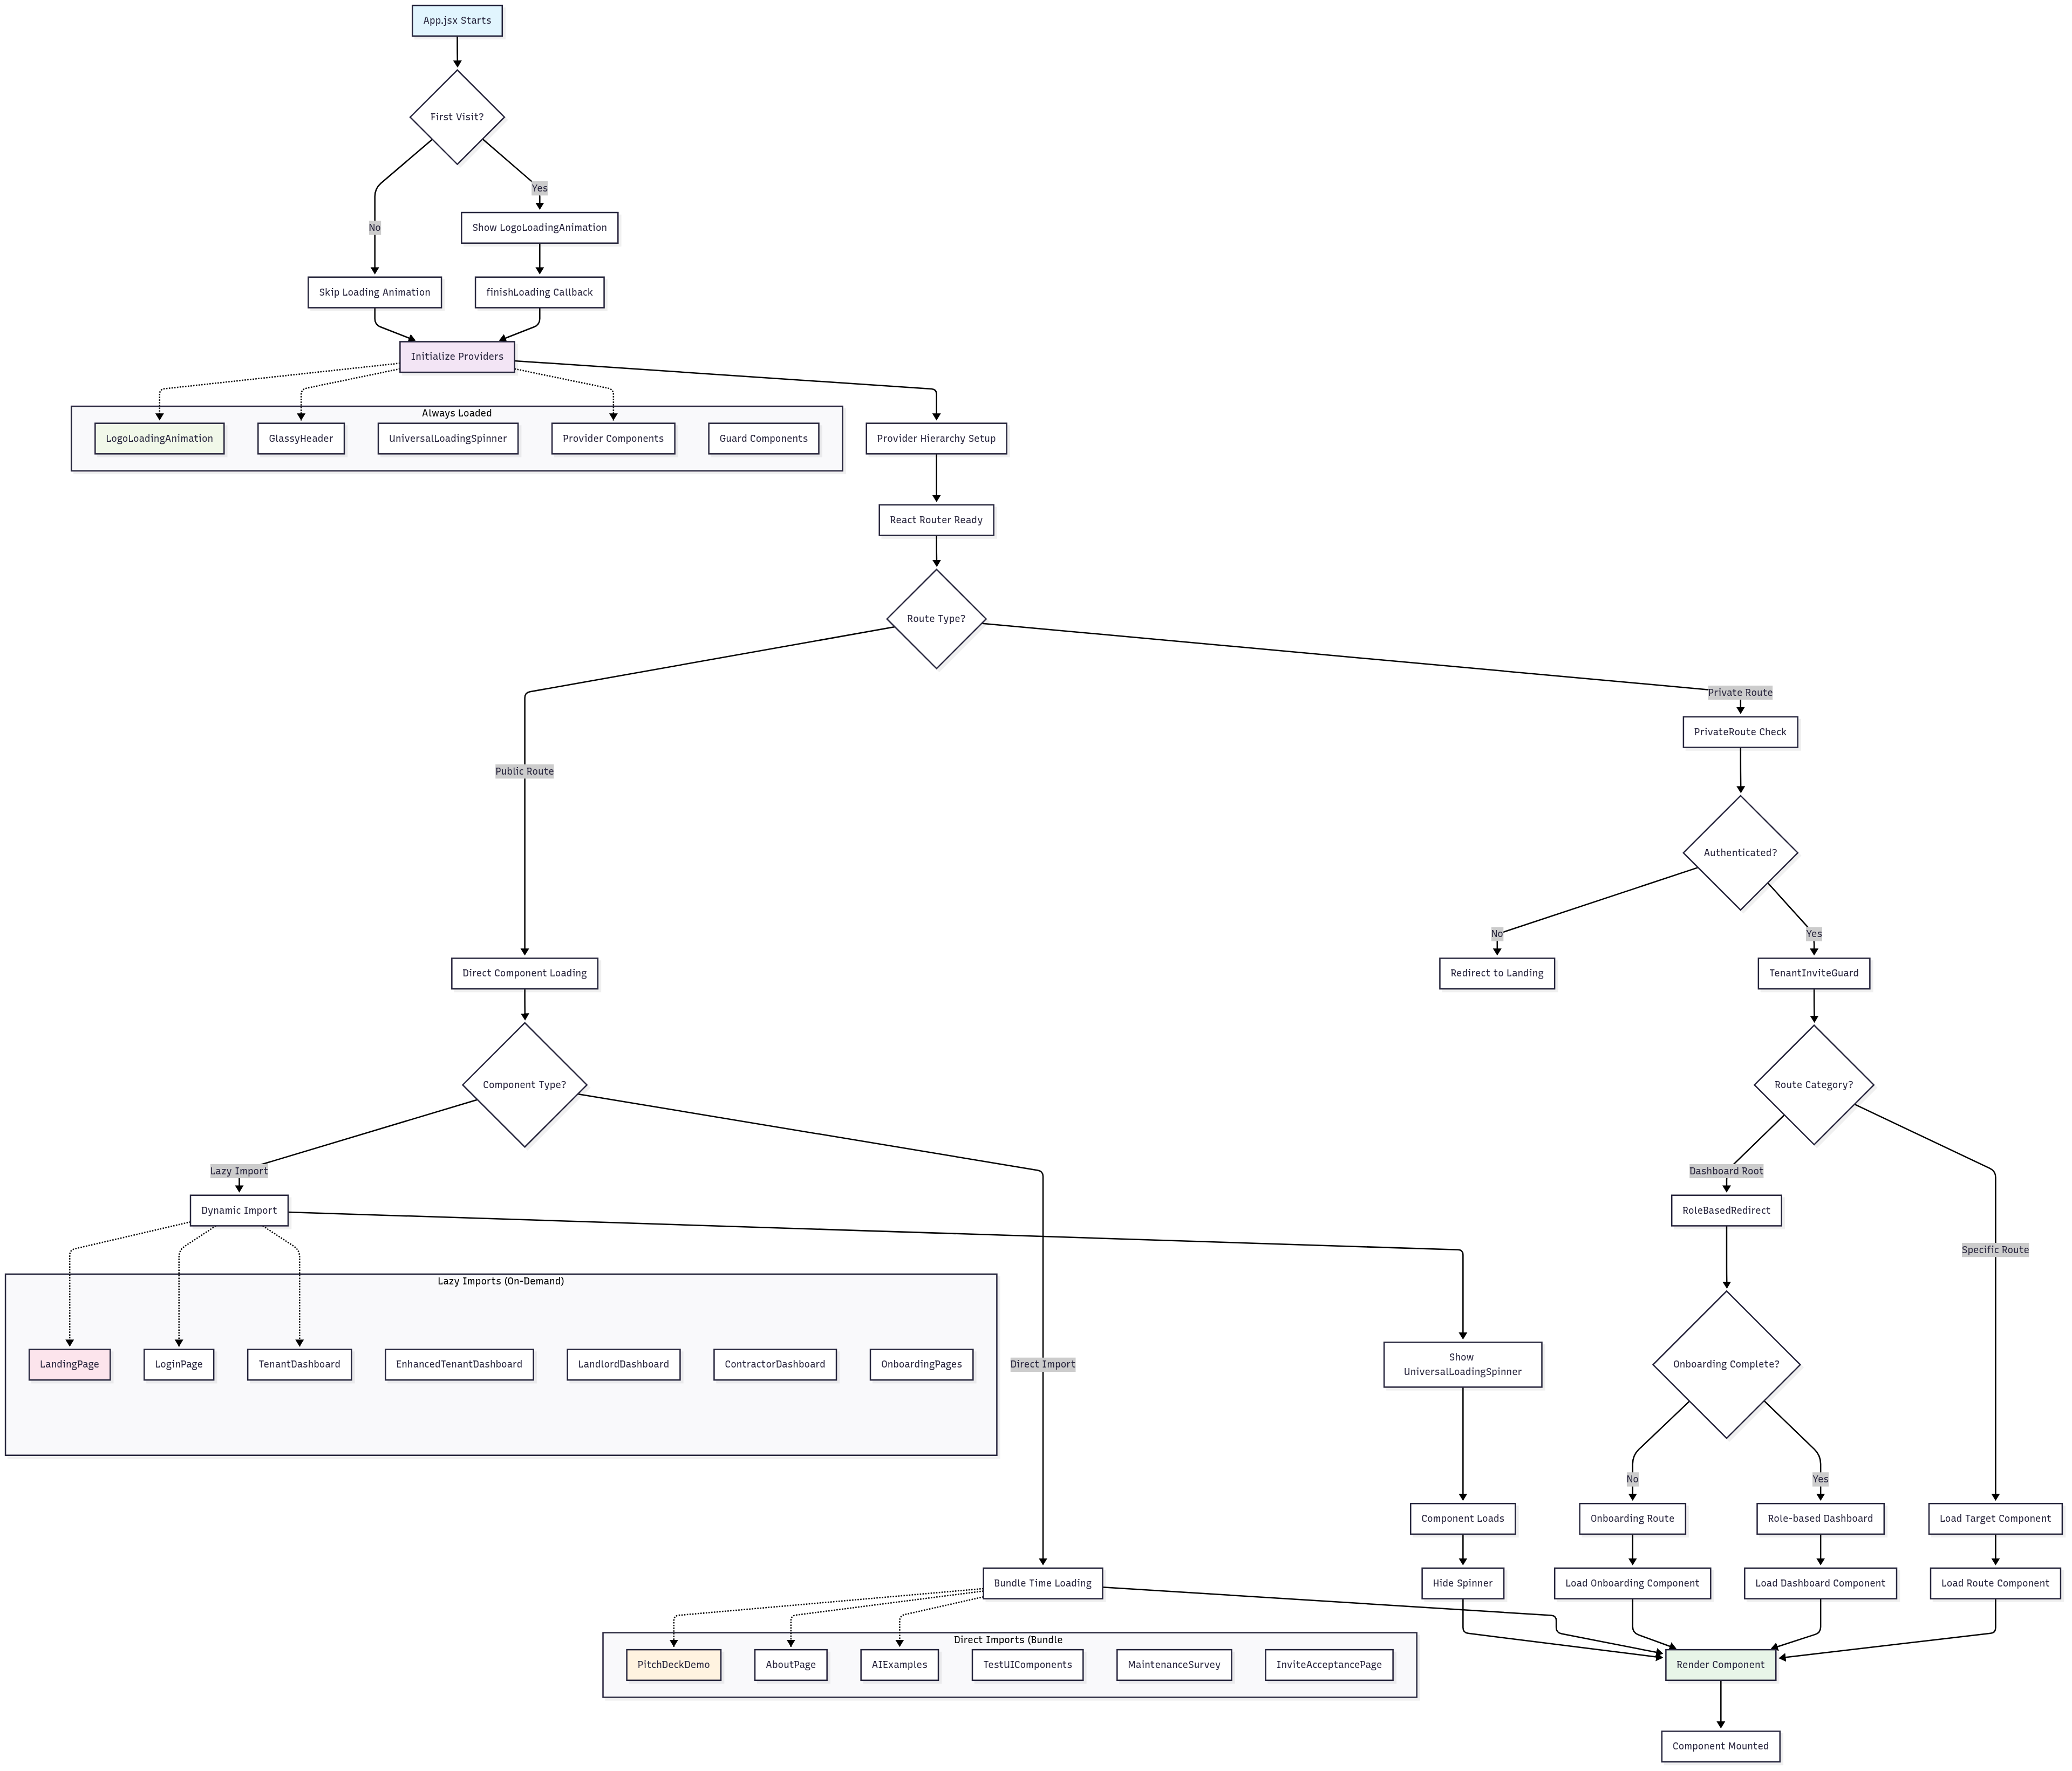 App.jsx Starts
First Visit?
Yes
No
Show LogoLoadingAnimation
Skip Loading Animation
finishLoading Callback
Initialize Providers
Always Loaded
LogoLoadingAnimation
GlassyHeader
UniversalLoadingSpinner
Provider Components
Guard Components
Provider Hierarchy Setup
React Router Ready
Route Type?
Private Route
PrivateRoute Check
Public Route
Authenticated?
No
Yes
Direct Component Loading
Redirect to Landing
TenantInviteGuard
Component Type?
Route Category?
Lazy Import
Dashboard Root
Dynamic Import
RoleBasedRedirect
Specific Route
Lazy Imports (On-Demand)
LandingPage
LoginPage
TenantDashboard
EnhancedTenantDashboard
LandlordDashboard
ContractorDashboard
OnboardingPages
Direct Import
Show
UniversalLoadingSpinner
Onboarding Complete?
No
Yes
Component Loads
Onboarding Route
Role-based Dashboard
Load Target Component
Bundle Time Loading
Hide Spinner
Load Onboarding Component
Load Dashboard Component
Load Route Component
Direct Imports (Bundle
PitchDeckDemo
AboutPage
AIExamples
TestUIComponents
MaintenanceSurvey
InviteAcceptancePage
Render Component
Component Mounted